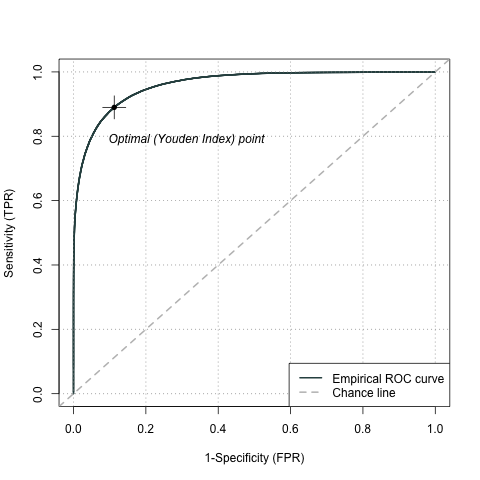 Sensitivity (TPR)
1.0
0.8
0.6
0.4
0.2
0.0
Optimal (Youden Index) point
Empirical ROC curve
Chance line
0.0 0.2 0.4 0.6 0.8 1.0
1-Specificity (FPR)